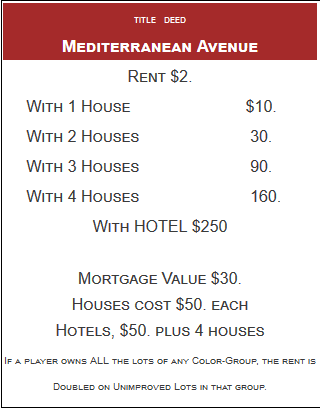 TITLE DEED
MEDITERRANEAN AVENUE
RENT $2.
WITH 1 HOUSE $10.
WITH 2 HOUSES 30.
WITH 3 HOUSES 90.
WITH 4 HOUSES 160.
WITH HOTEL $250
MORTGAGE VALUE $30.
HOUSES COST $50. EACH
HOTELS, $50. PLUS 4 HOUSES
IF A PLAYER OWNS ALL THE LOTS OF ANY COLOR-GROUP, THE RENT IS
DOUBLED ON UNIMPROVED LOTS IN THAT GROUP.